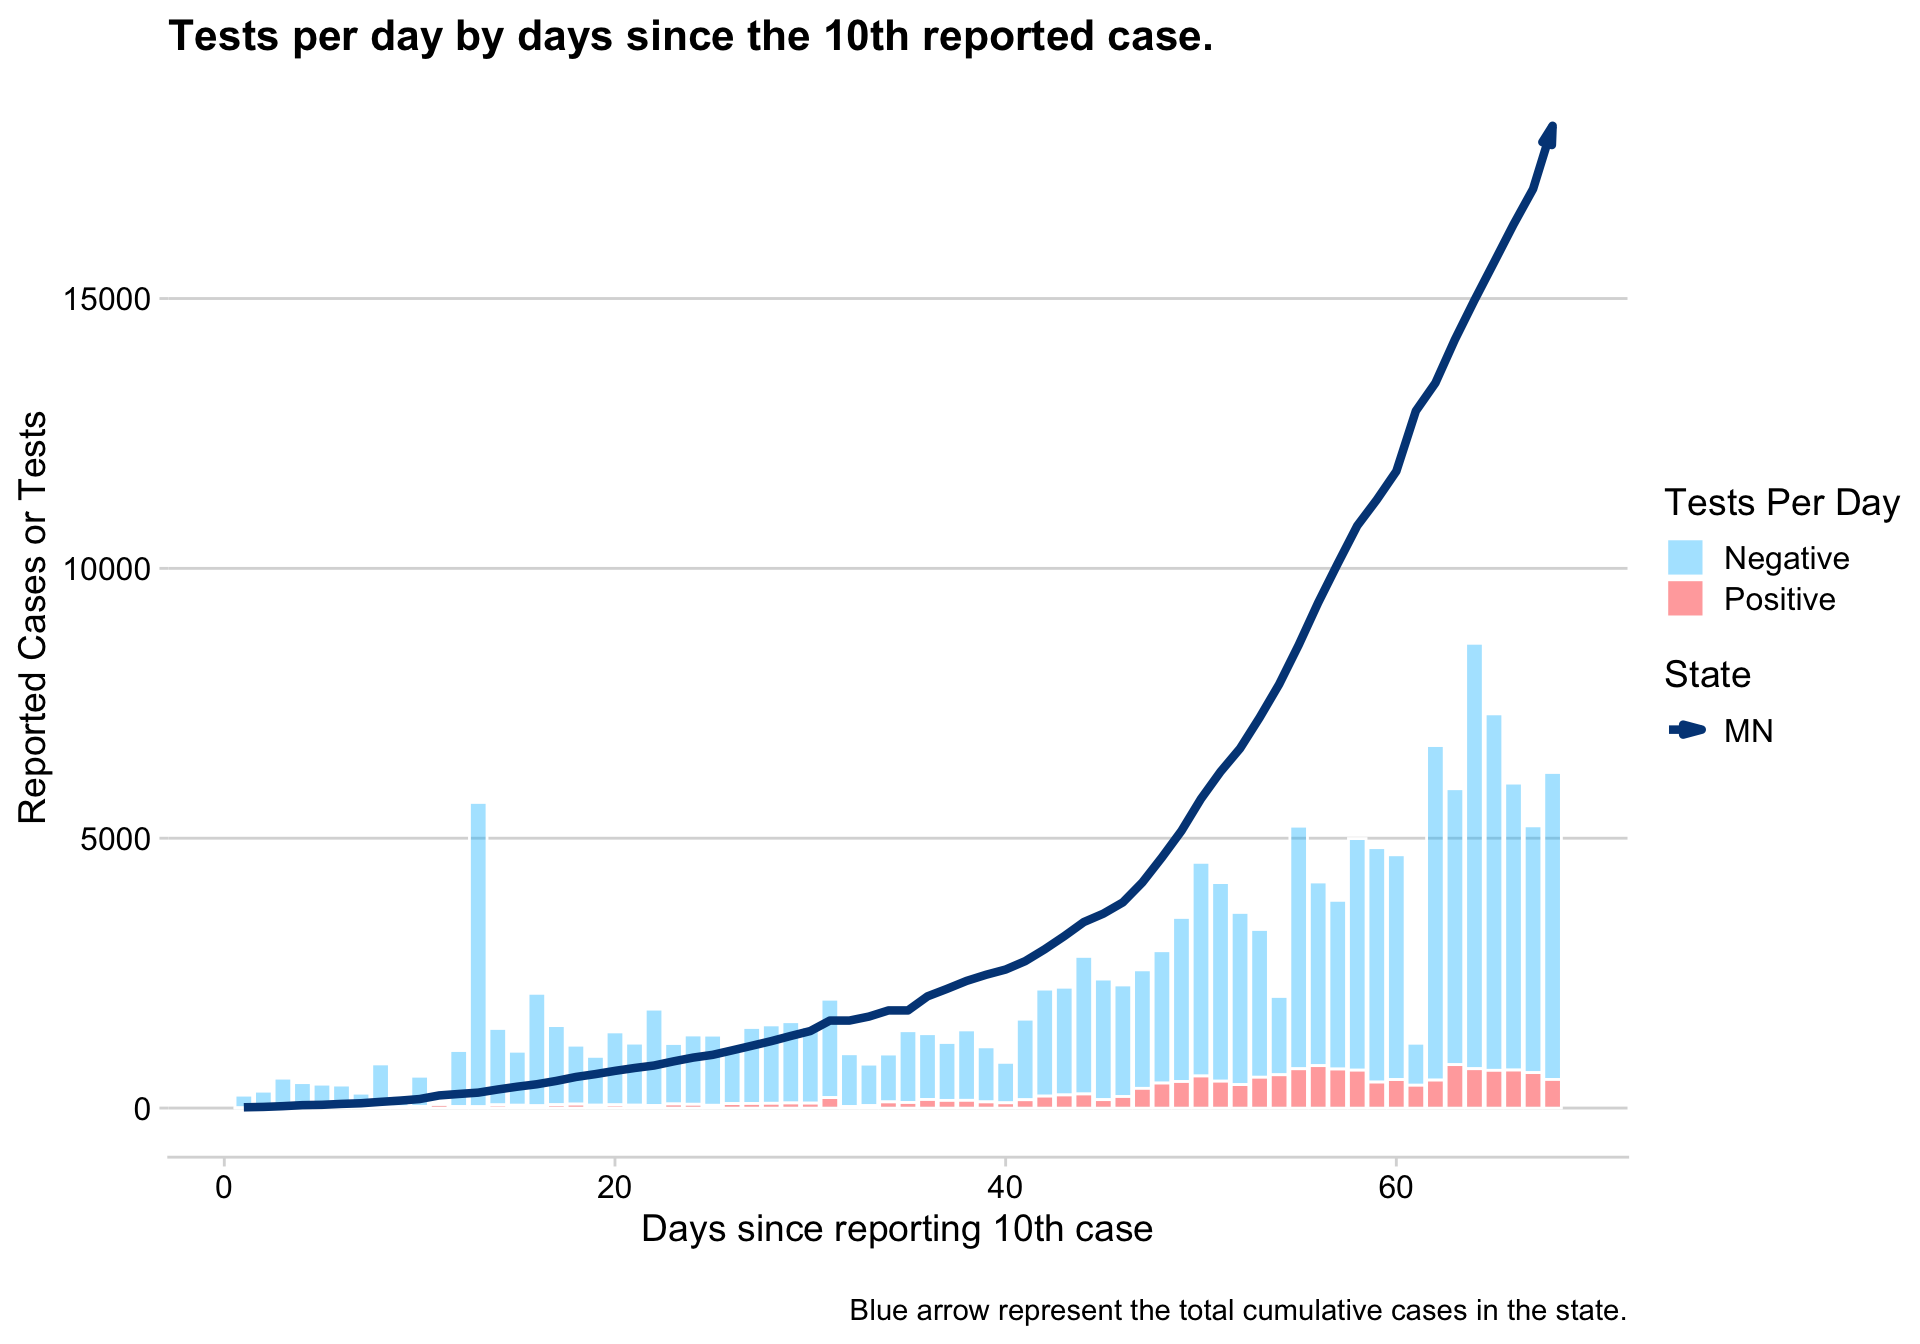 Tests per day by days since the 10th reported case.
Reported Cases or Tests
15000
10000
5000
0
0 20 40 60
Days since reporting 10th case
Tests Per Day
Negative
Positive
State
MN
Blue arrow represent the total cumulative cases in the state.